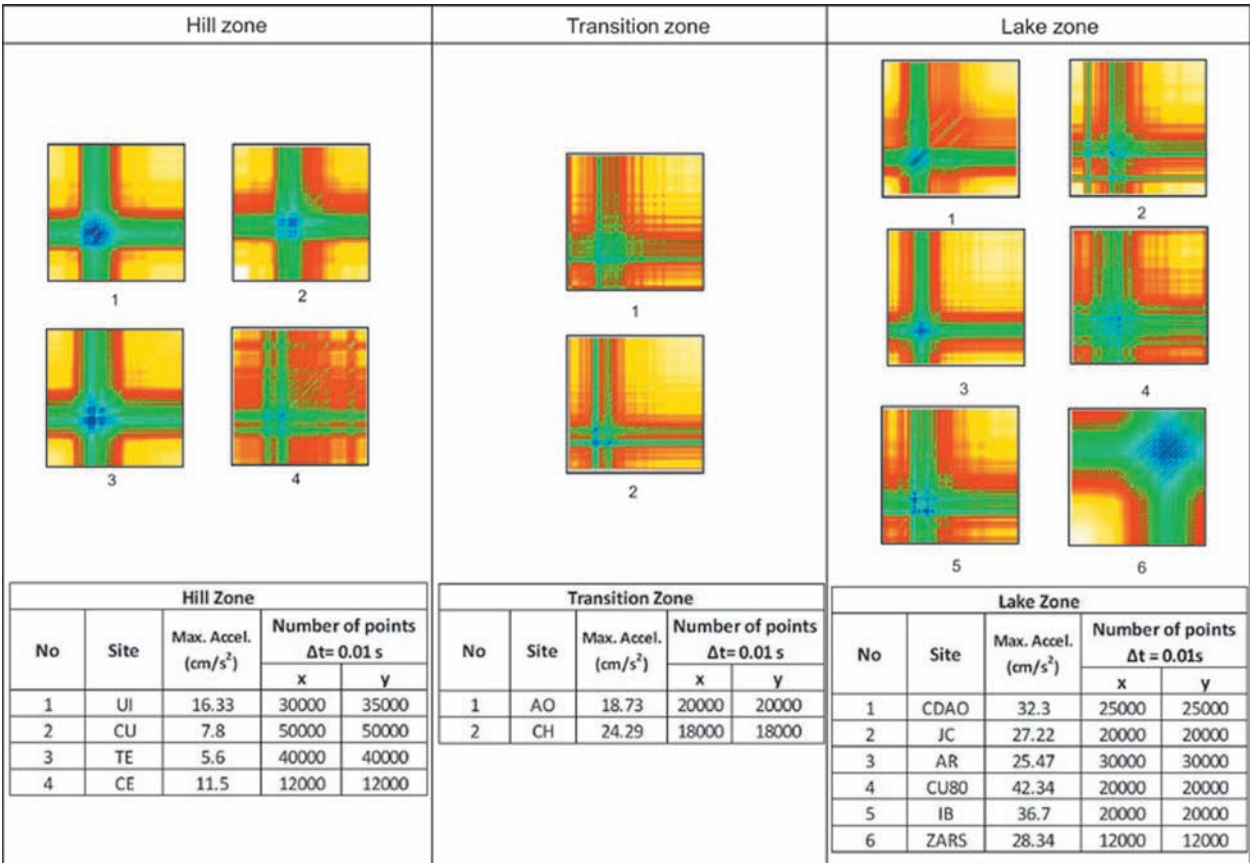 Hill zone
Transition zone
Lake zone
1
2
3
4
1
2
1
2
3
4
5
6
Hill Zone
No Site Max. Accel. (cm/s²) Number of points Δt= 0.01 s
x y
1 UI 16.33 30000 35000
2 CU 7.8 50000 50000
3 TE 5.6 40000 40000
4 CE 11.5 12000 12000
Transition Zone
No Site Max. Accel. (cm/s²) Number of points Δt= 0.01 s
x y
1 AO 18.73 20000 20000
2 CH 24.29 18000 18000
Lake Zone
No Site Max. Accel. (cm/s²) Number of points Δt = 0.01s
x y
1 CDAO 32.3 25000 25000
2 JC 27.22 20000 20000
3 AR 25.47 30000 30000
4 CU80 42.34 20000 20000
5 IB 36.7 20000 20000
6 ZARS 28.34 12000 12000